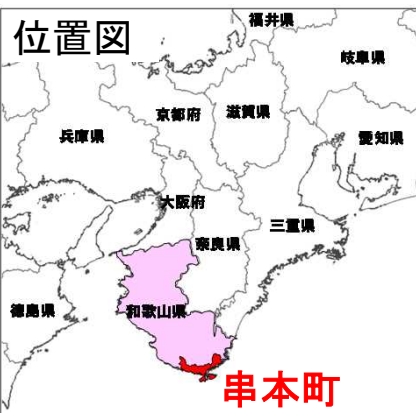 位置図
福井県
岐阜県
京都府
滋賀県
兵庫県
愛知県
大阪府
三重県
奈良県
徳島県
和歌山県
串本町